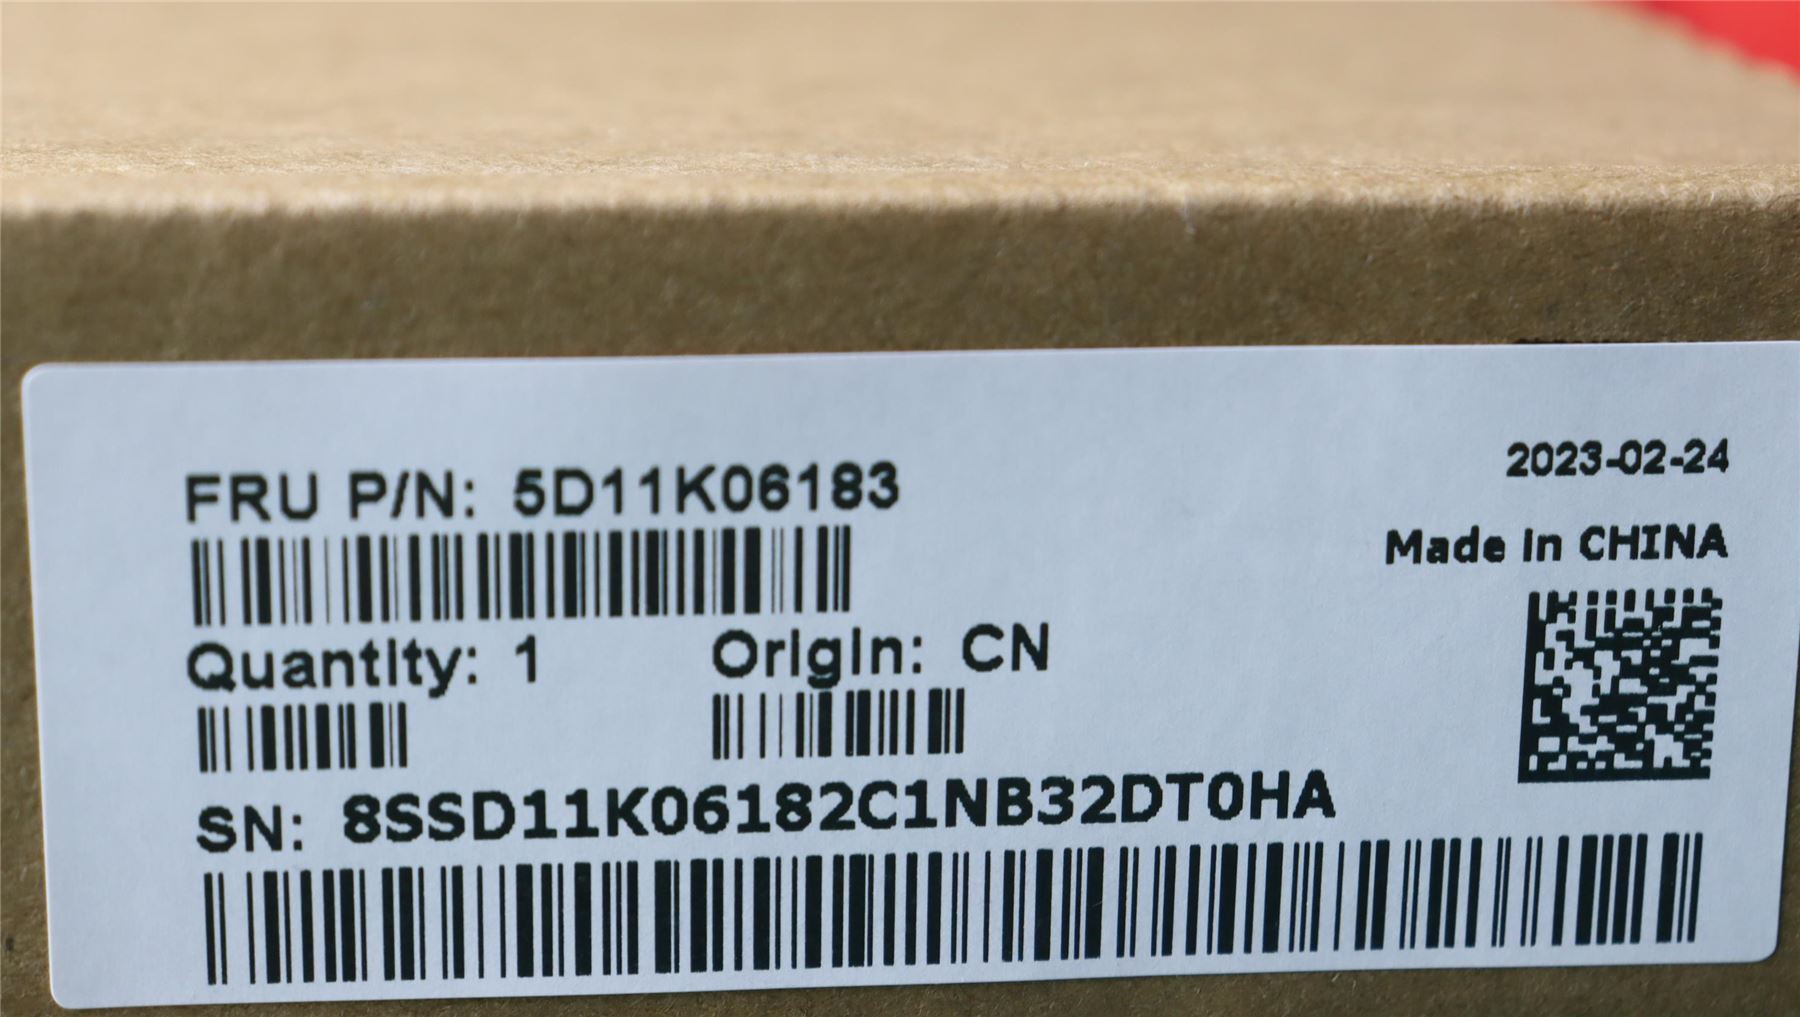 2023-02-24
FRU P/N: 5D11K06183
Made in CHINA
Quantity: 1 Origin: CN
SN: 8SSD11K06182C1NB32DT0HA